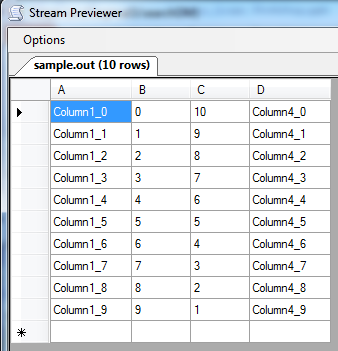 Stream Previewer
Options
sample.out (10 rows)
A B C D
Column1_0 0 10 Column4_0
Column1_1 1 9 Column4_1
Column1_2 2 8 Column4_2
Column1_3 3 7 Column4_3
Column1_4 4 6 Column4_4
Column1_5 5 5 Column4_5
Column1_6 6 4 Column4_6
Column1_7 7 3 Column4_7
Column1_8 8 2 Column4_8
Column1_9 9 1 Column4_9